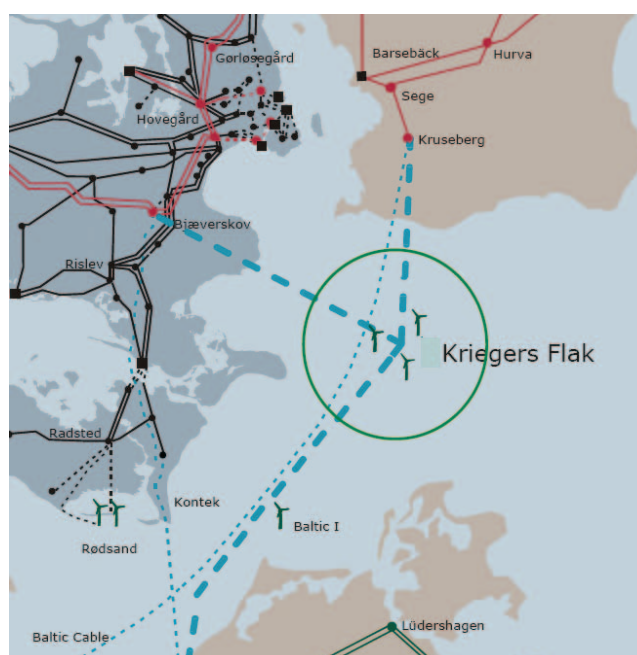 Gørløsegård
Barsebäck
Hurva
Sege
Hovegård
Kruseberg
Bjæverskov
Rislev
Kriegers Flak
Radsted
Kontek
Baltic I
Rødsand
Lüdershagen
Baltic Cable